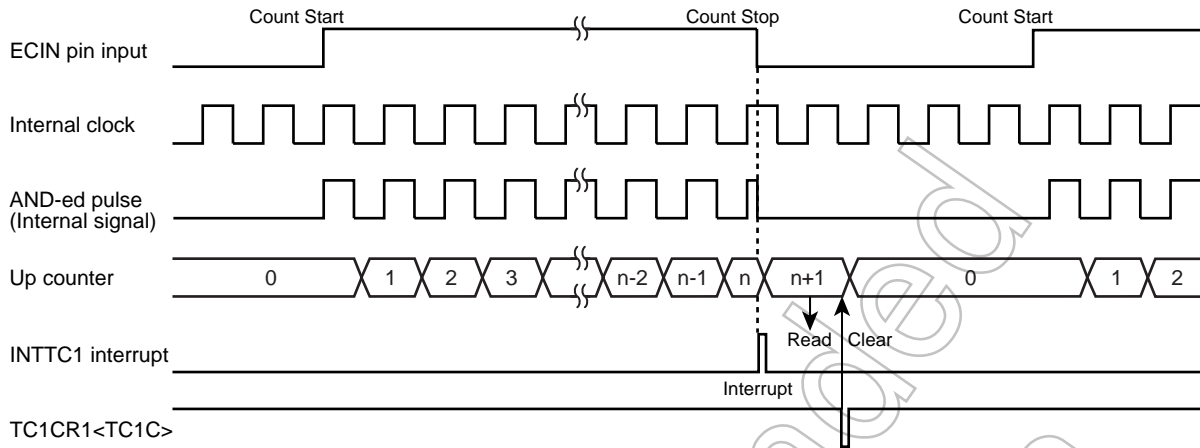 Count Start Count Stop Count Start
ECIN pin input
Internal clock
AND-ed pulse
(Internal signal)
Up counter 0 1 2 3 n-2 n-1 n n+1 0 1 2
Read Clear
INTTC1 interrupt
Interrupt
TC1CR1<TC1C>